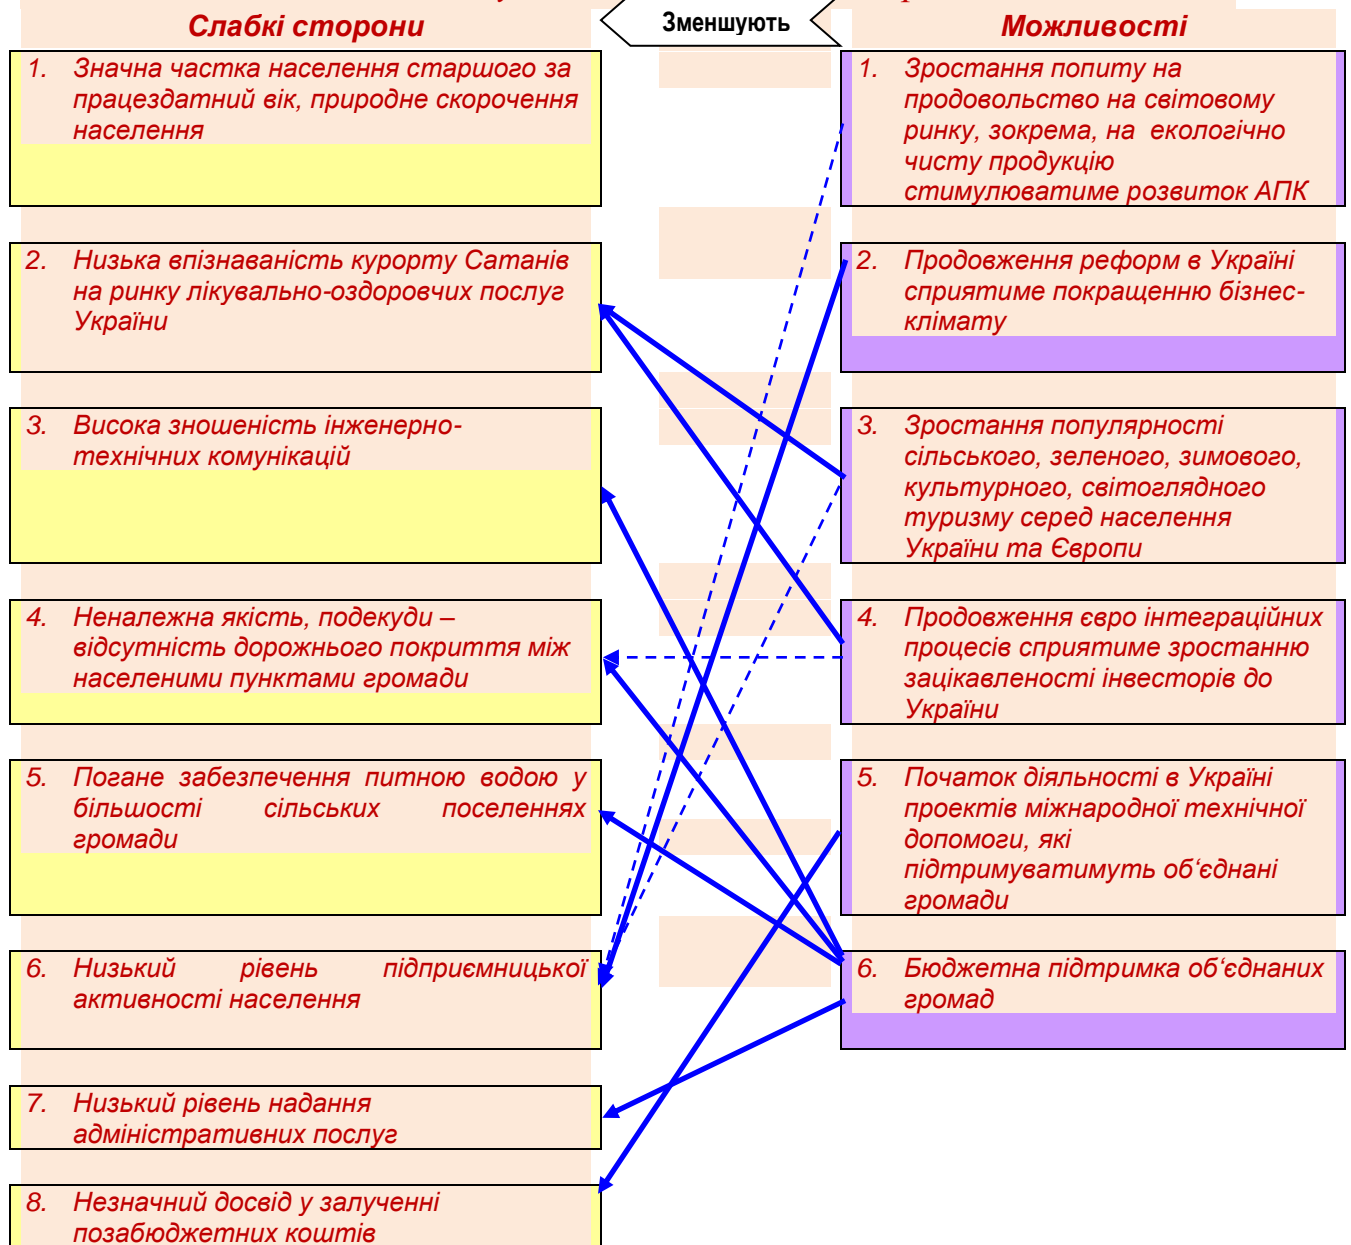 Зменшують
Слабкі сторони
1. Значна частка населення старшого за
працездатний вік, природне скорочення
населення
2. Низька впізнаваність курорту Сатанів
на ринку лікувально-оздоровчих послуг
України
3. Висока зношеність інженерно-
технічних комунікацій
4. Неналежна якість, подекуди –
відсутність дорожнього покриття між
населеними пунктами громади
5. Погане забезпечення питною водою у
більшості сільських поселеннях
громади
6. Низький рівень підприємницької
активності населення
7. Низький рівень надання
адміністративних послуг
8. Незначний досвід у залученні
позабюджетних коштів
Можливості
1. Зростання попиту на
продовольство на світовому
ринку, зокрема, на екологічно
чисту продукцію
стимулюватиме розвиток АПК
2. Продовження реформ в Україні
сприятиме покращенню бізнес-
клімату
3. Зростання популярності
сільського, зеленого, зимового,
культурного, світоглядного
туризму серед населення
України та Європи
4. Продовження євро інтеграційних
процесів сприятиме зростанню
зацікавленості інвесторів до
України
5. Початок діяльності в Україні
проектів міжнародної технічної
допомоги, які
підтримуватимуть об‘єднані
громади
6. Бюджетна підтримка об‘єднаних
громад